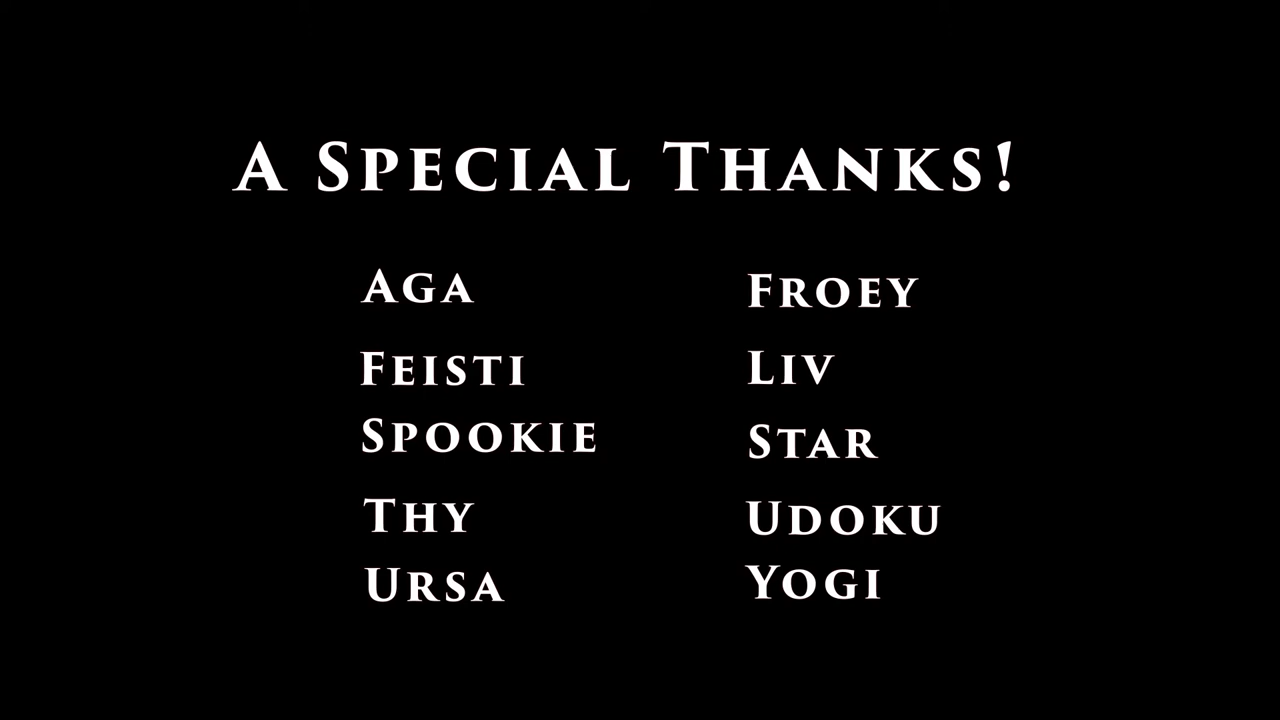 A Special Thanks!
Aga
Feisti
Spookie
Thy
Ursa
Froey
Liv
Star
Udoku
Yogi